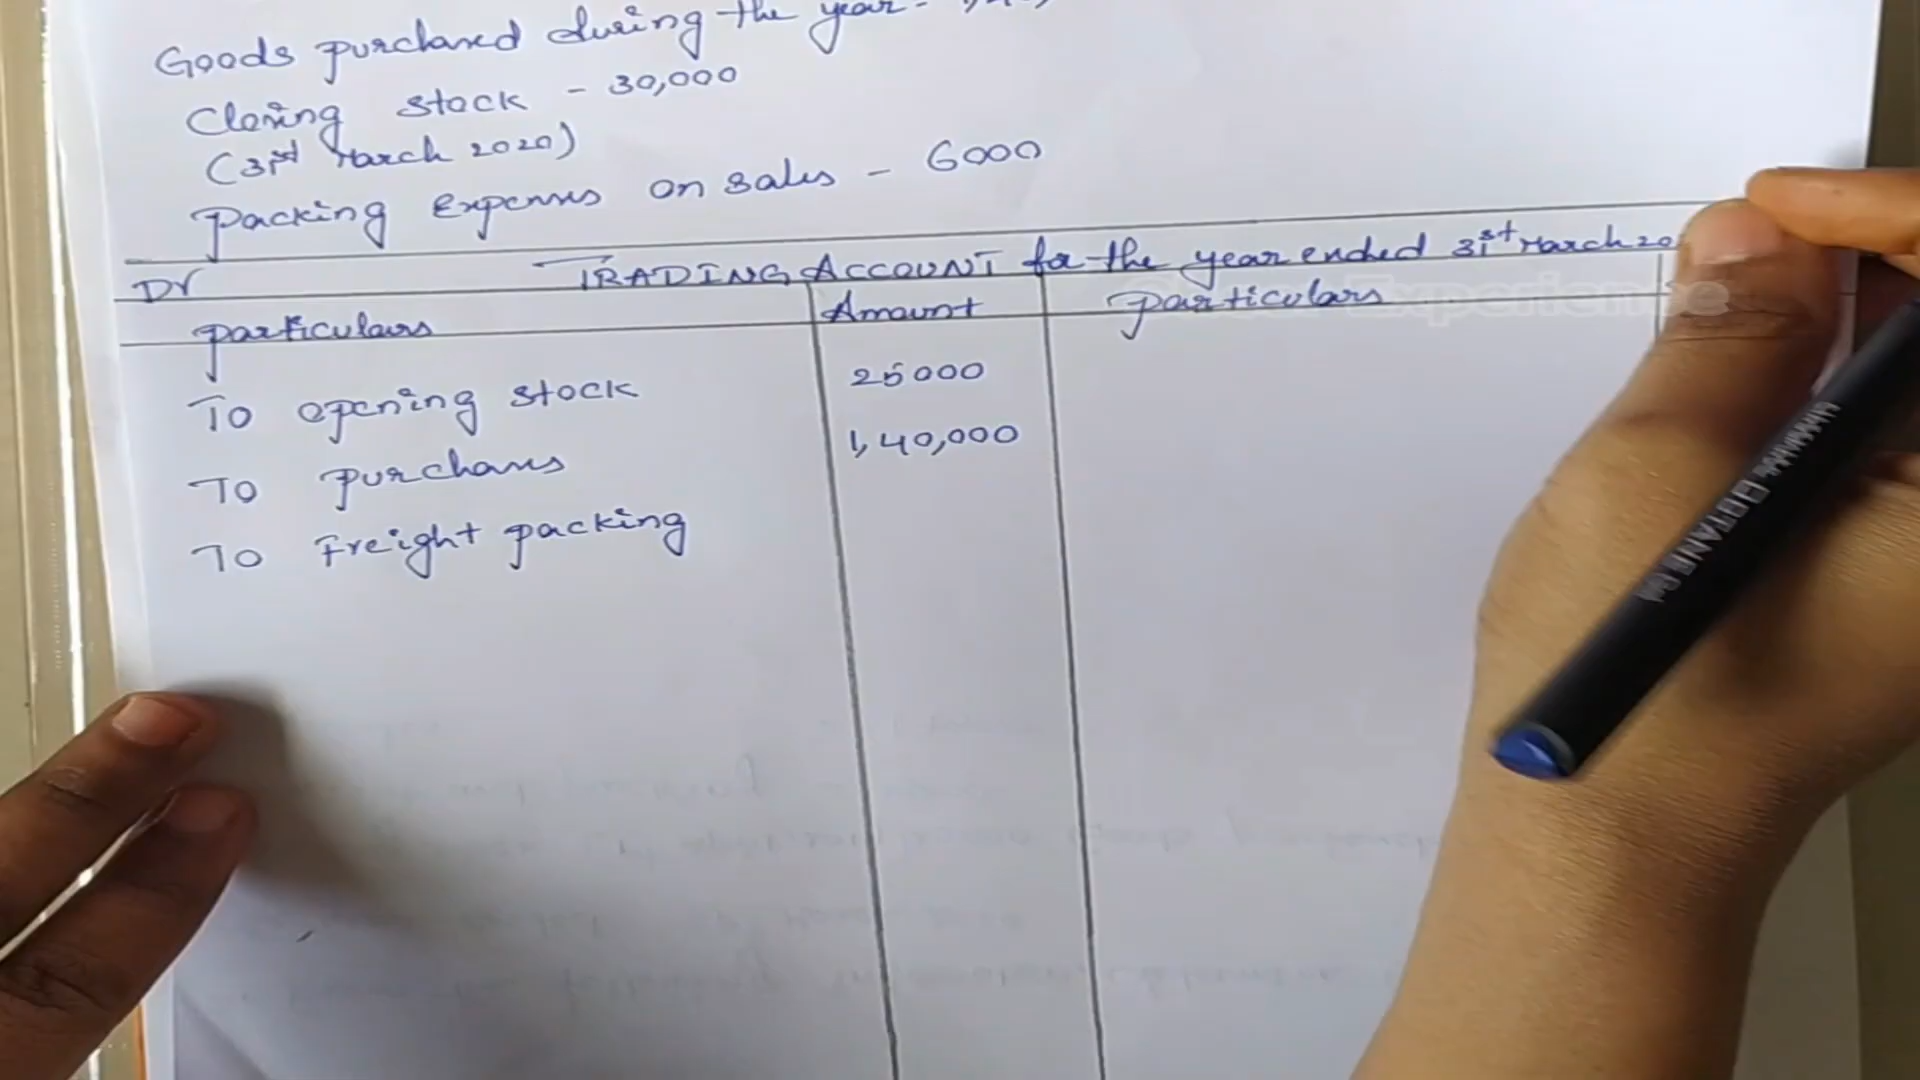 Goods purchased during the year -
Closing stock - 30,000
(31st March 2020)
Packing Expenses on sales - 6000
Dr TRADING ACCOUNT for the year ended 31st March 20
particulars Amount particulars
To opening stock 25000
To purchases 1,40,000
To Freight packing
Experience